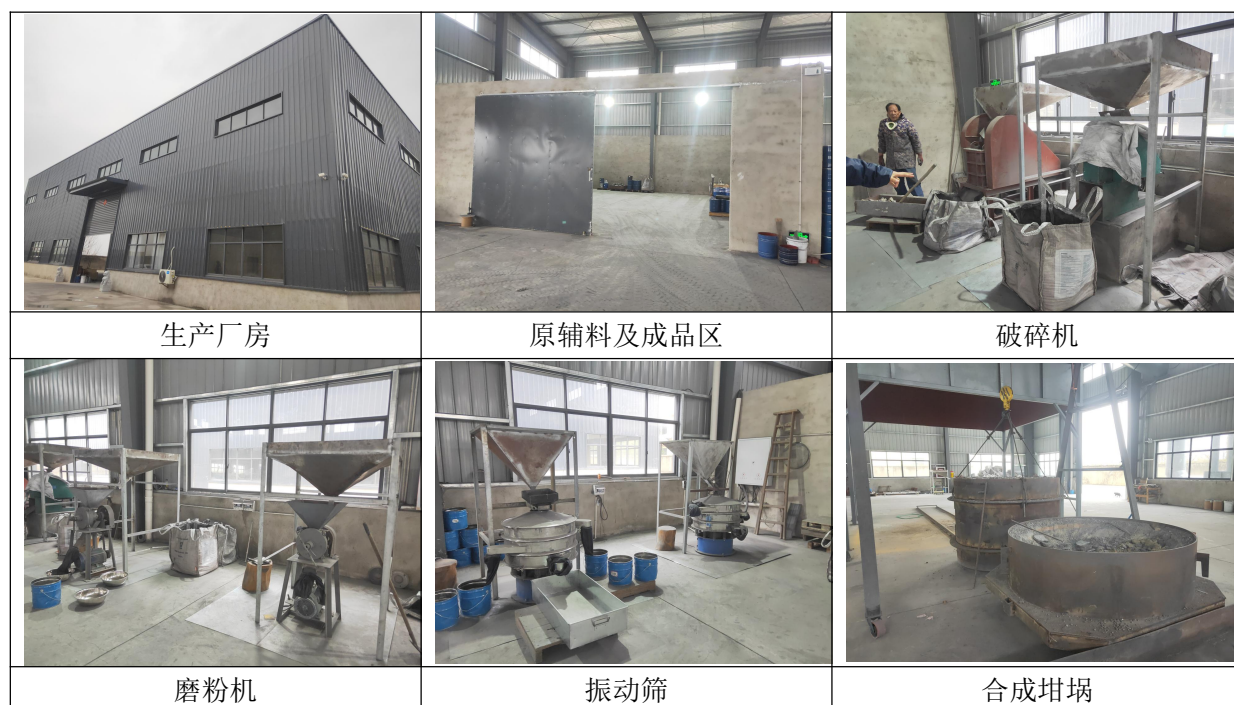 生产厂房
原辅料及成品区
破碎机
磨粉机
振动筛
合成坩埚